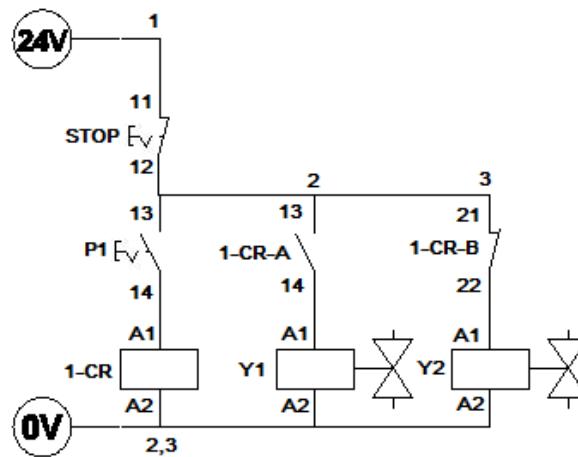 1
24V
11
STOP
12
2
3
13
13
21
P1
1-CR-A
1-CR-B
14
14
22
A1
A1
A1
1-CR
Y1
Y2
A2
A2
A2
0V
2,3